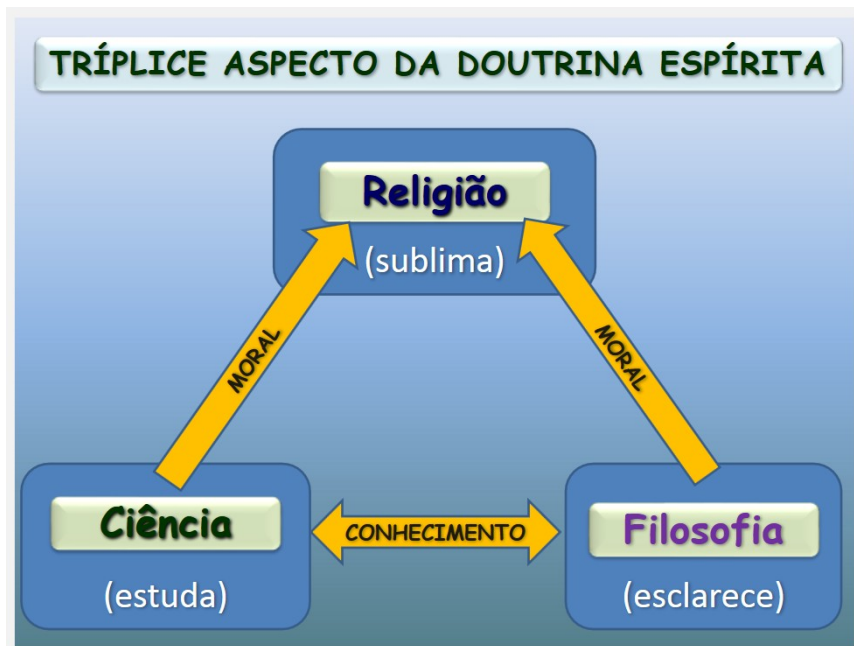 TRÍPLICE ASPECTO DA DOUTRINA ESPÍRITA
Religião
(sublima)
MORAL
MORAL
Ciência
(estuda)
CONHECIMENTO
Filosofia
(esclarece)